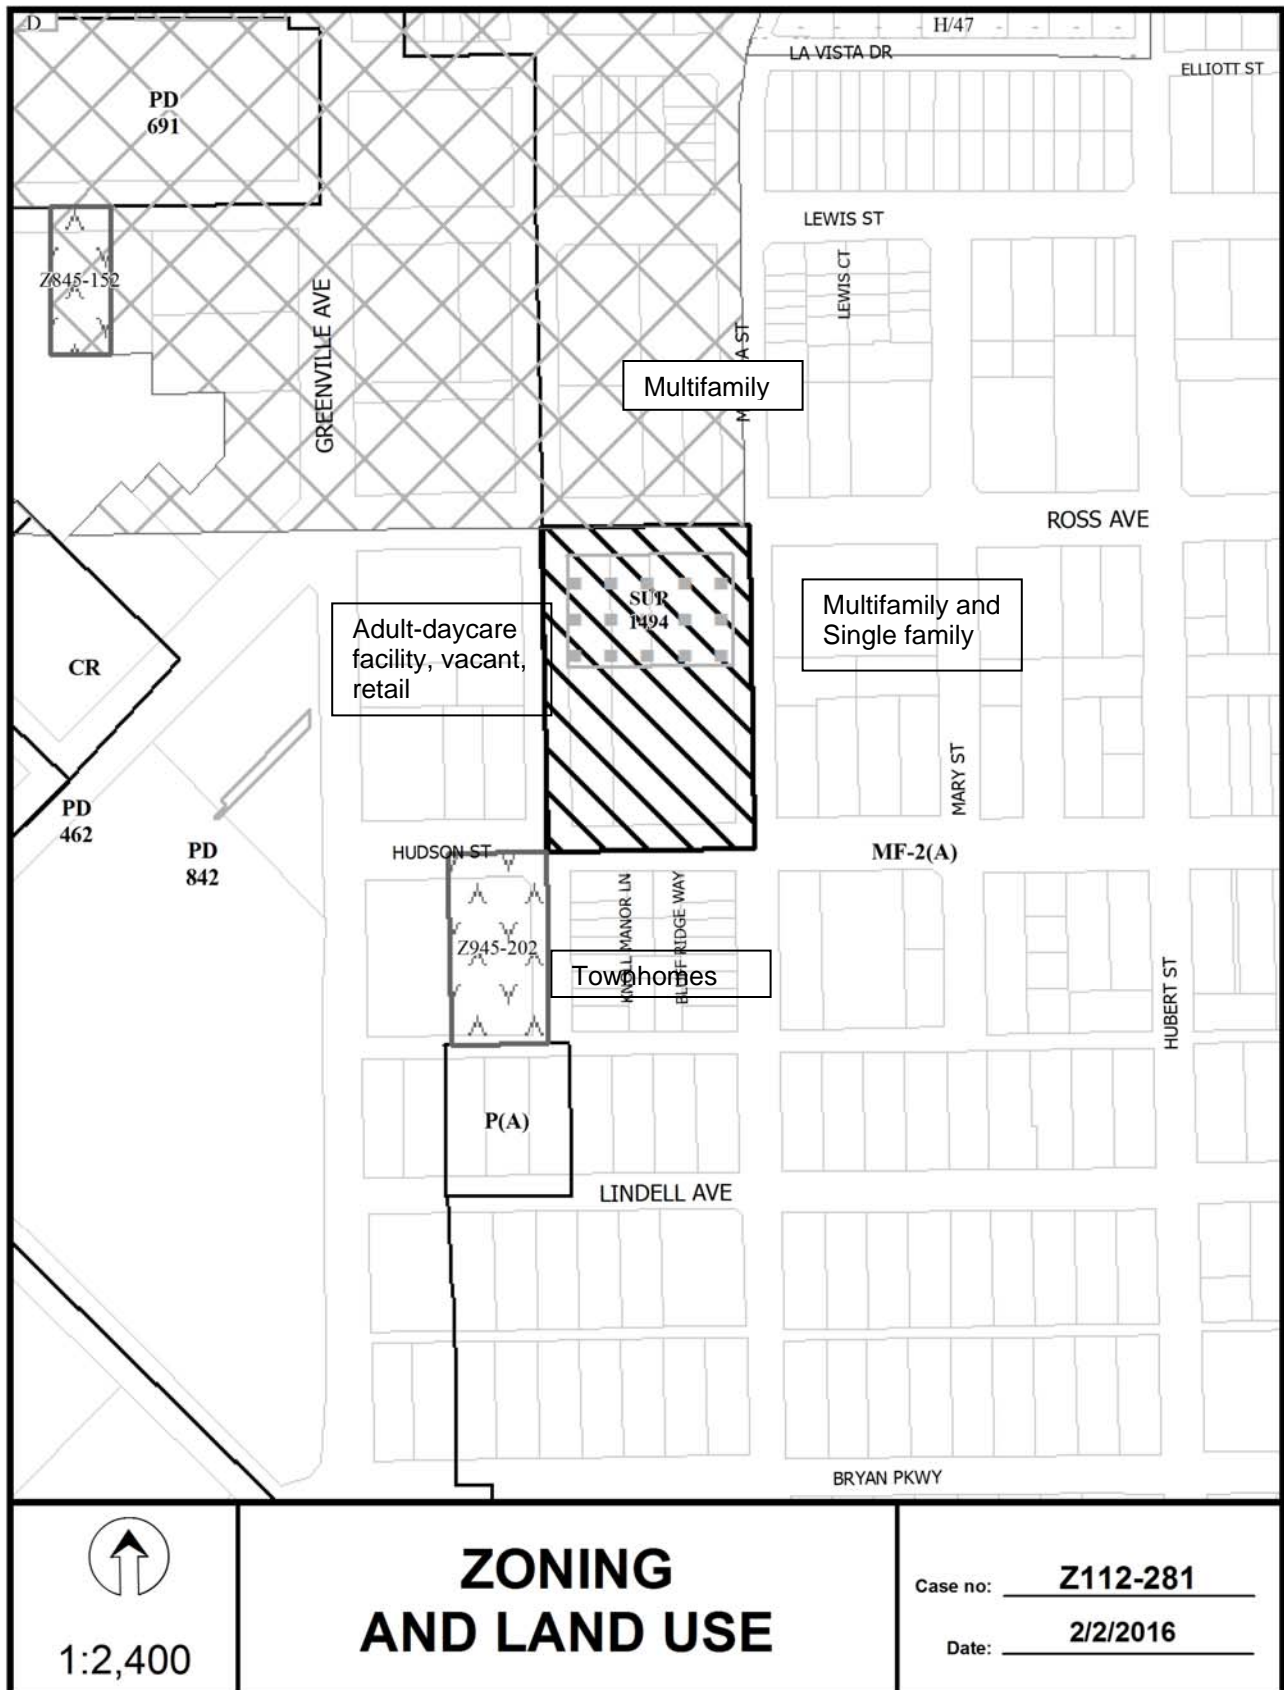 D
H/47
LA VISTA DR
ELLIOTT ST
PD
691
LEWIS ST
LEWIS CT
Z845-152
GREENVILLE AVE
Multifamily
ROSS AVE
SUP
1494
Adult-daycare
facility, vacant,
retail
Multifamily and
Single family
CR
MARY ST
PD
462
PD
842
HUDSON ST
MF-2(A)
KNOLL MANOR LN
BLUFF RIDGE WAY
Z945-202
Townhomes
HUBERT ST
P(A)
LINDELL AVE
BRYAN PKWY
1:2,400
ZONING
AND LAND USE
Case no: Z112-281
Date: 2/2/2016